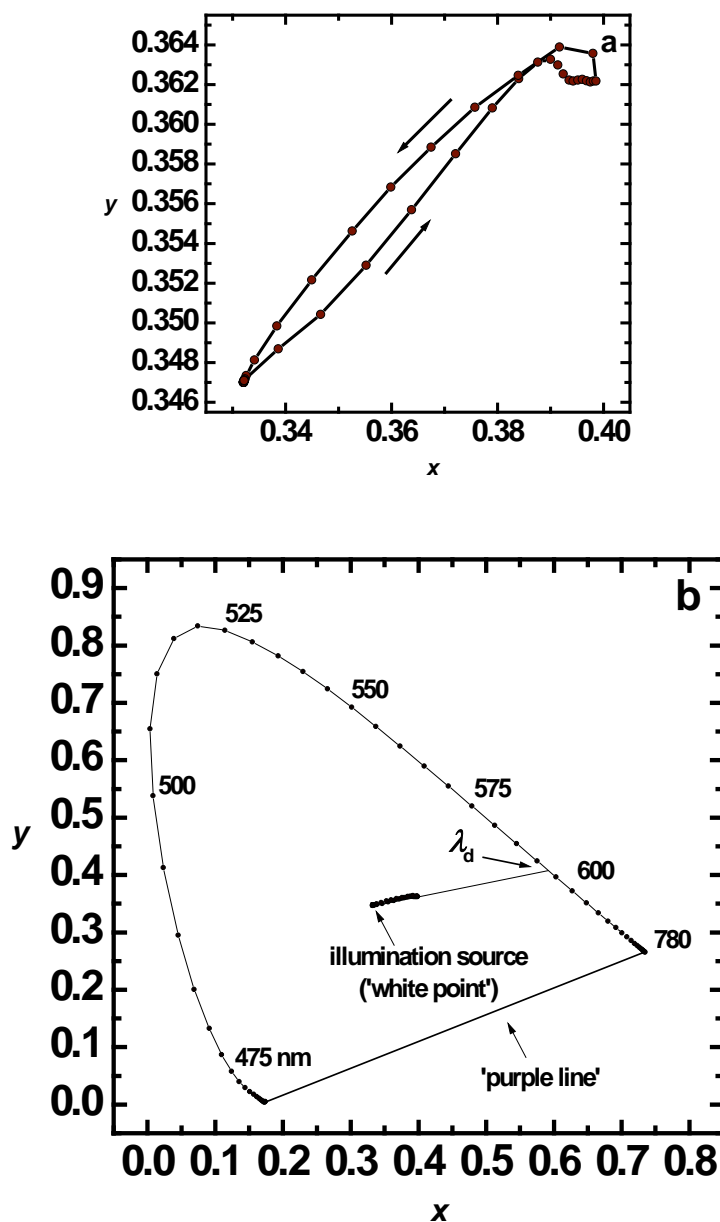 a
0.364
0.362
0.360
0.358
0.356
y
0.354
0.352
0.350
0.348
0.346
0.34 0.36 0.38 0.40
x
b
0.9
0.8
0.7
0.6
0.5
y
0.4
0.3
0.2
0.1
0.0
525
550
500
575
λd
600
illumination source
('white point')
780
475 nm
'purple line'
0.0 0.1 0.2 0.3 0.4 0.5 0.6 0.7 0.8
x